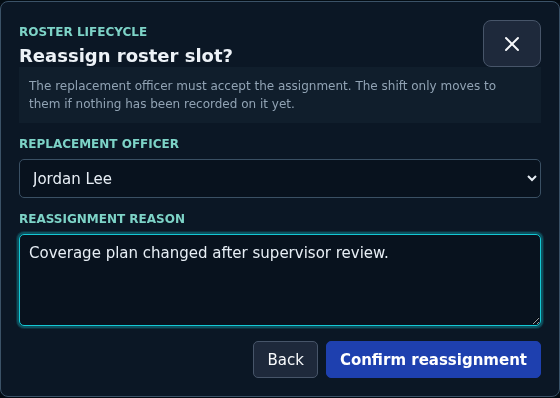 ROSTER LIFECYCLE
Reassign roster slot?
The replacement officer must accept the assignment. The shift only moves to
them if nothing has been recorded on it yet.
REPLACEMENT OFFICER
Jordan Lee
REASSIGNMENT REASON
Coverage plan changed after supervisor review.
Back
Confirm reassignment